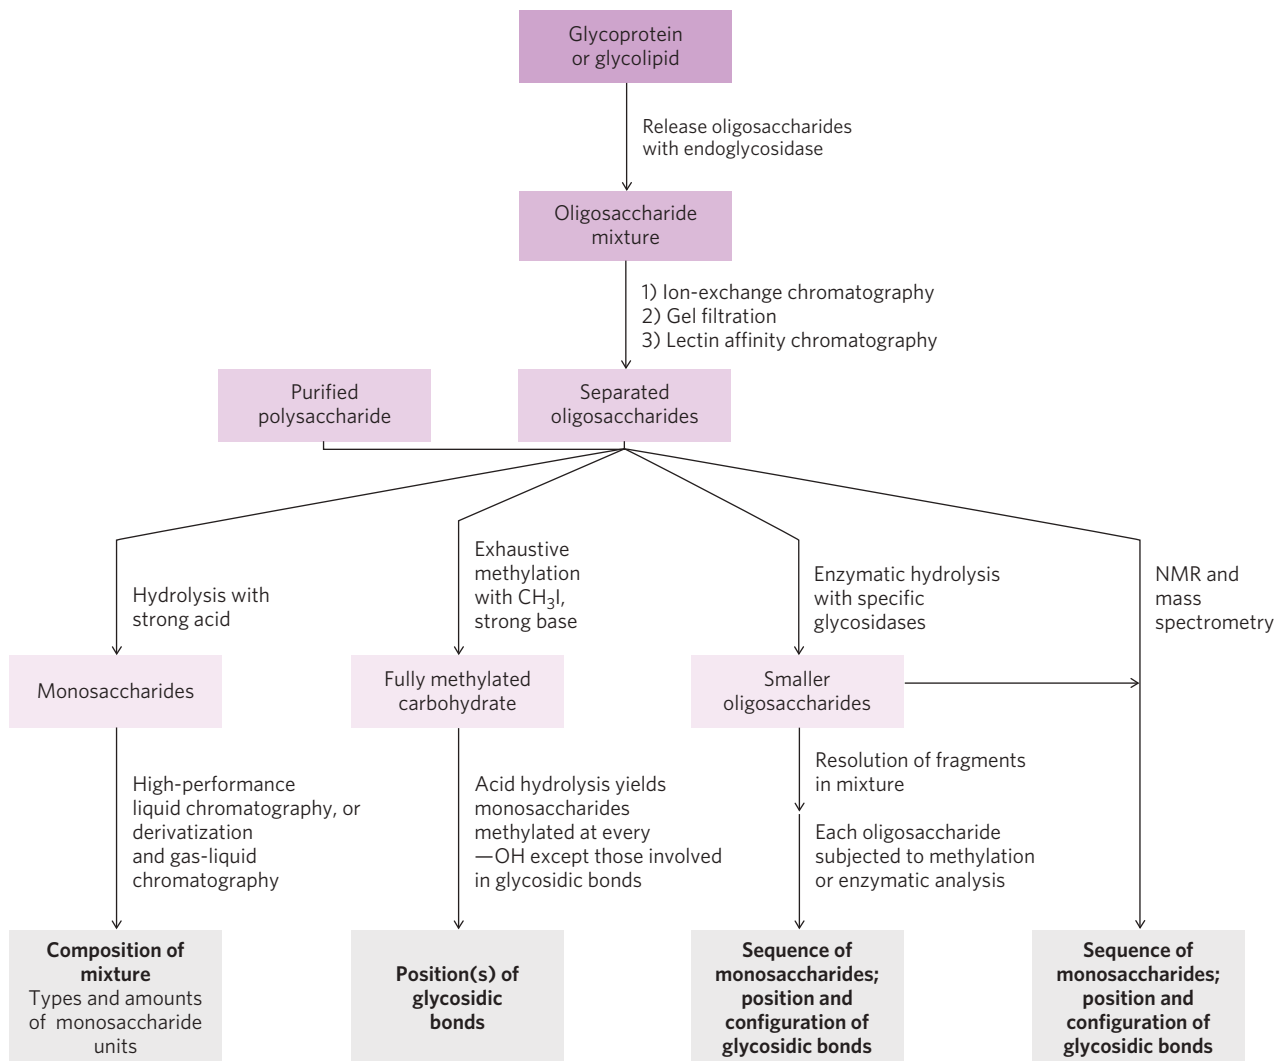 Glycoprotein
or glycolipid
Release oligosaccharides
with endoglycosidase
Oligosaccharide
mixture
1) Ion-exchange chromatography
2) Gel filtration
3) Lectin affinity chromatography
Purified
polysaccharide
Separated
oligosaccharides
Hydrolysis with
strong acid
Exhaustive
methylation
with CH₃I,
strong base
Enzymatic hydrolysis
with specific
glycosidases
NMR and
mass
spectrometry
Monosaccharides
Fully methylated
carbohydrate
Smaller
oligosaccharides
High-performance
liquid chromatography, or
derivatization
and gas-liquid
chromatography
Acid hydrolysis yields
monosaccharides
methylated at every
—OH except those involved
in glycosidic bonds
Resolution of fragments
in mixture
Each oligosaccharide
subjected to methylation
or enzymatic analysis
Composition of
mixture
Types and amounts
of monosaccharide
units
Position(s) of
glycosidic
bonds
Sequence of
monosaccharides;
position and
configuration of
glycosidic bonds
Sequence of
monosaccharides;
position and
configuration of
glycosidic bonds